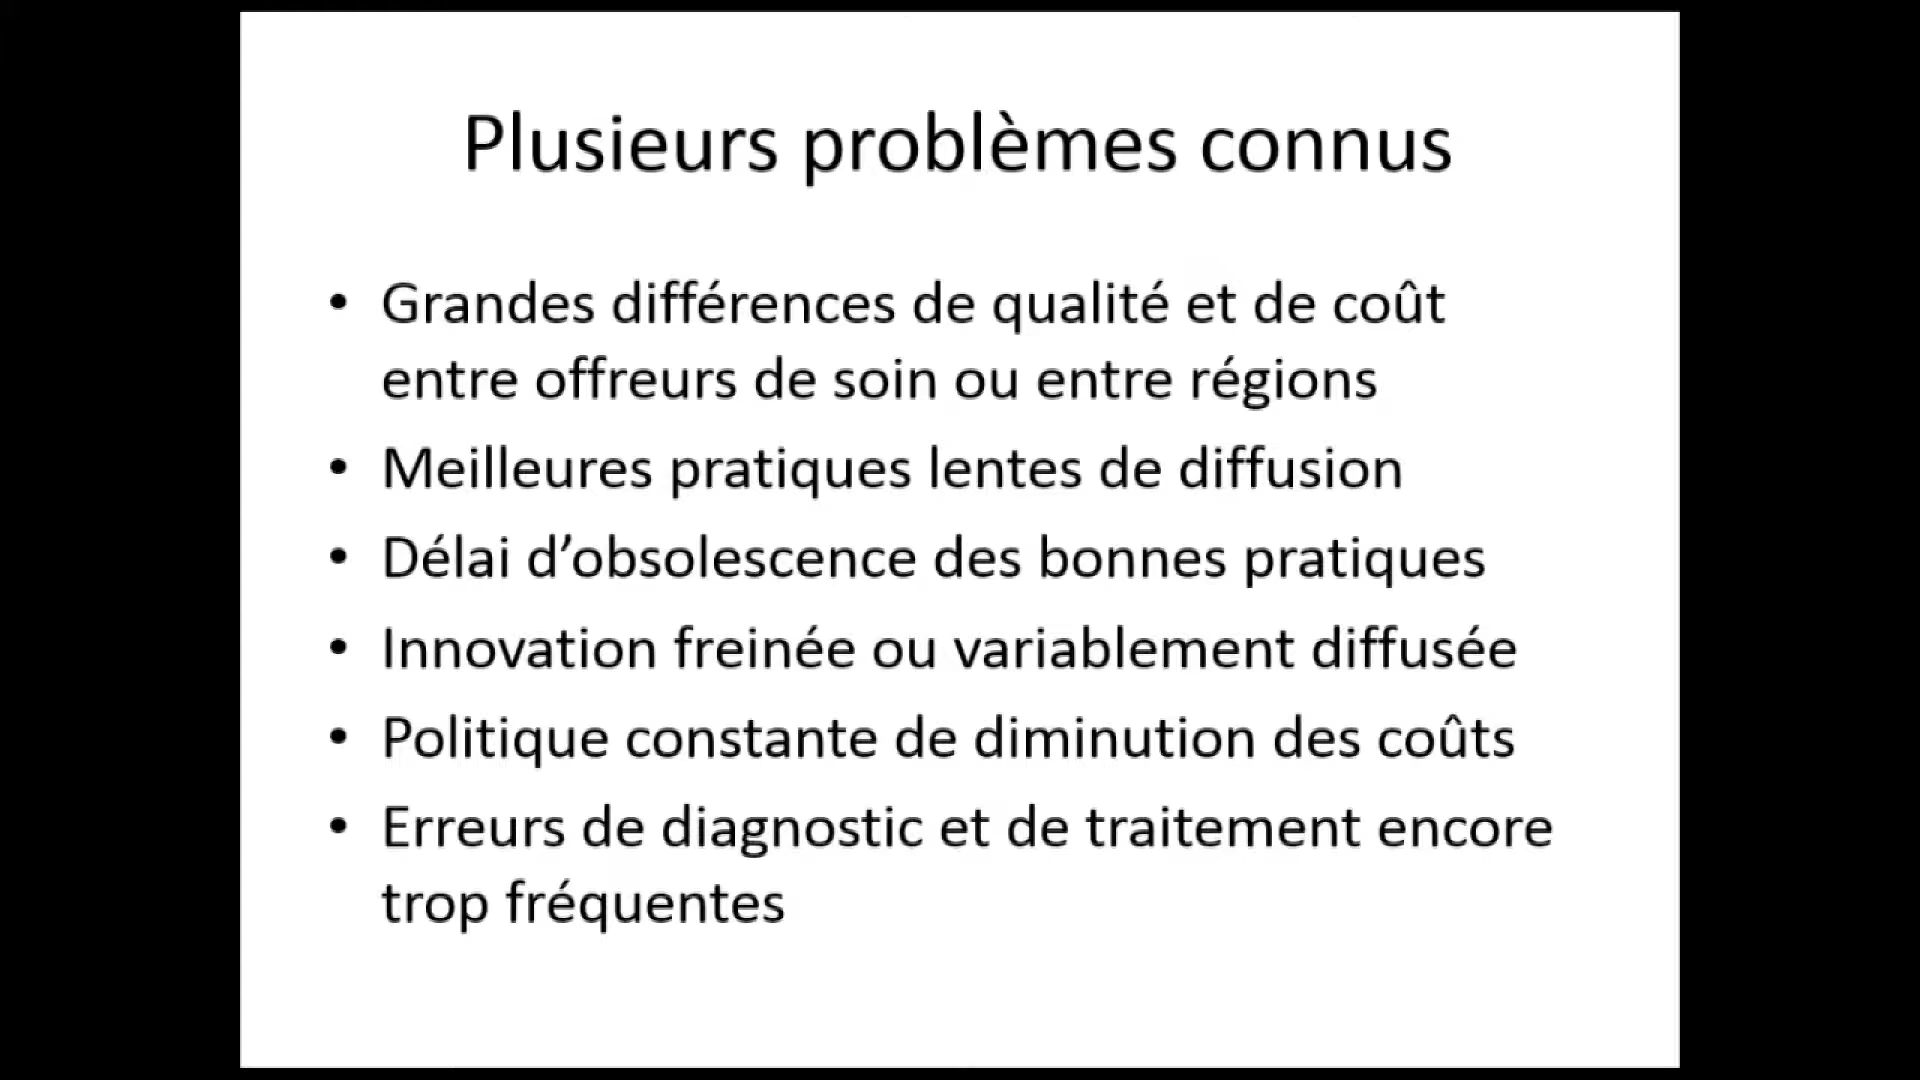 Plusieurs problèmes connus
• Grandes différences de qualité et de coût
entre offreurs de soin ou entre régions
• Meilleures pratiques lentes de diffusion
• Délai d’obsolescence des bonnes pratiques
• Innovation freinée ou variablement diffusée
• Politique constante de diminution des coûts
• Erreurs de diagnostic et de traitement encore
trop fréquentes